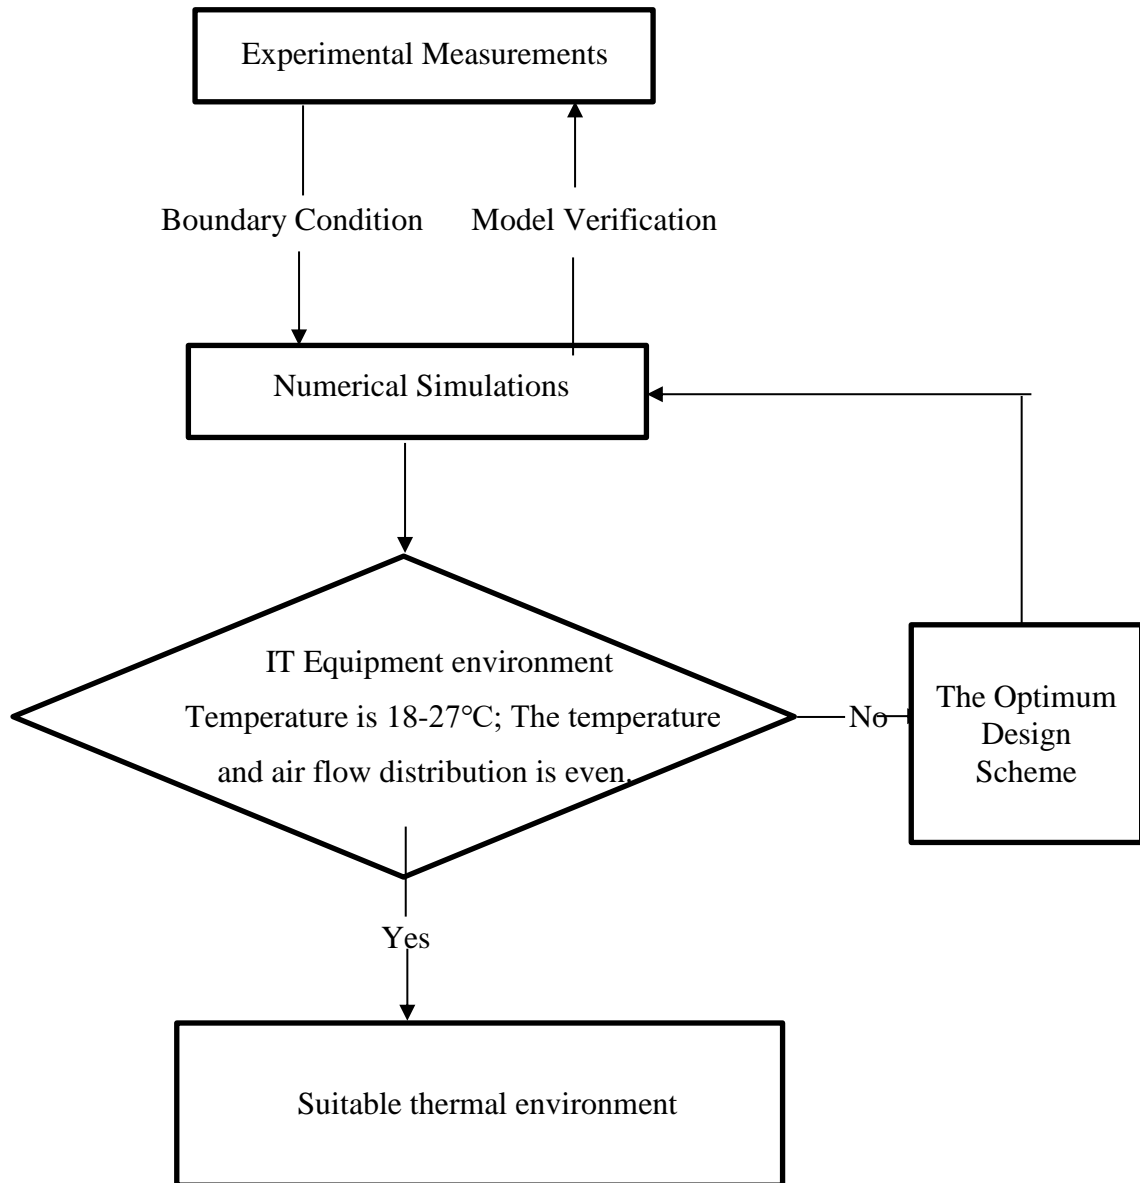 Experimental Measurements
Boundary Condition
Model Verification
Numerical Simulations
IT Equipment environment
Temperature is 18-27℃; The temperature
and air flow distribution is even.
No
The Optimum
Design
Scheme
Yes
Suitable thermal environment